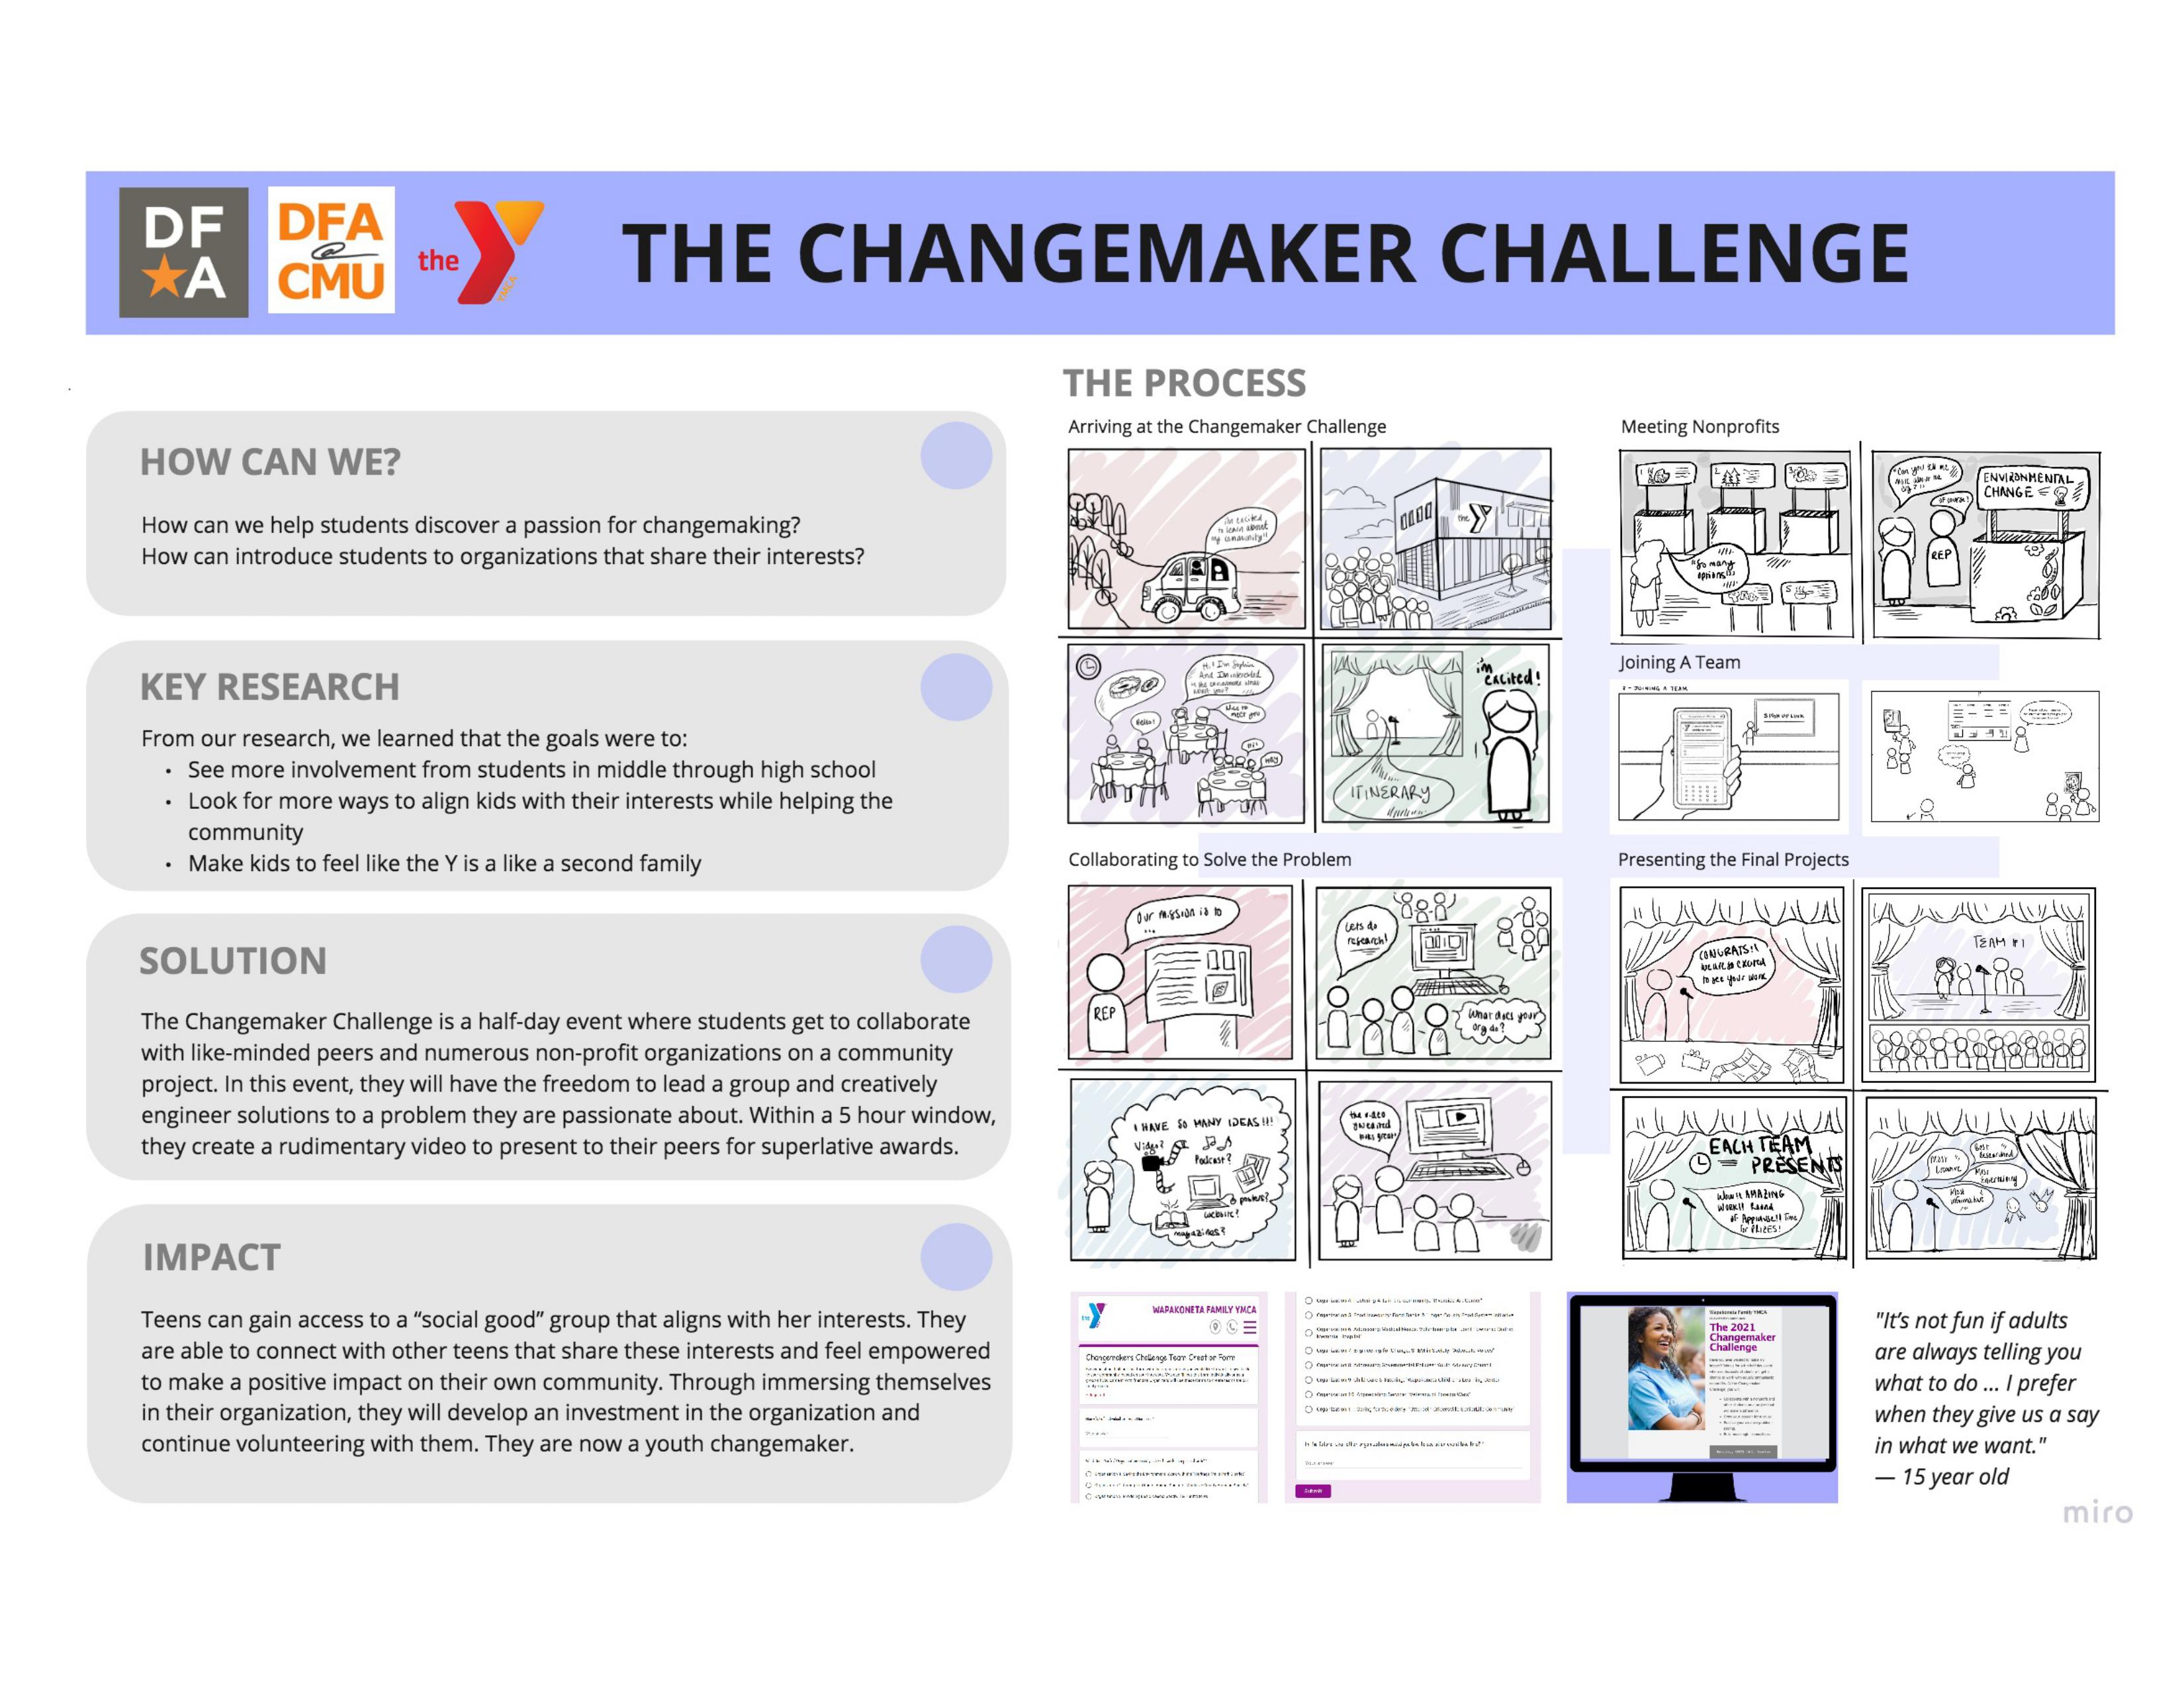 DF
A
DFA
@
CMU
the
YMCA
THE CHANGEMAKER CHALLENGE
HOW CAN WE?
How can we help students discover a passion for changemaking?
How can introduce students to organizations that share their interests?
KEY RESEARCH
From our research, we learned that the goals were to:
• See more involvement from students in middle through high school
• Look for more ways to align kids with their interests while helping the
community
• Make kids to feel like the Y is a like a second family
SOLUTION
The Changemaker Challenge is a half-day event where students get to collaborate
with like-minded peers and numerous non-profit organizations on a community
project. In this event, they will have the freedom to lead a group and creatively
engineer solutions to a problem they are passionate about. Within a 5 hour window,
they create a rudimentary video to present to their peers for superlative awards.
IMPACT
Teens can gain access to a “social good” group that aligns with her interests. They
are able to connect with other teens that share these interests and feel empowered
to make a positive impact on their own community. Through immersing themselves
in their organization, they will develop an investment in the organization and
continue volunteering with them. They are now a youth changemaker.
THE PROCESS
Arriving at the Changemaker Challenge
i'm excited
to learn about
my community!!
the
Hello!
Hi! I'm Sophia
And I'm interested
Nice to
meet you
Hi!
Hey
i'm
excited!
ITINERARY
Meeting Nonprofits
1
2
3
"So many
options!"
5
"Can you tell me
more about
of course!
ENVIRONMENTAL
CHANGE
REP
Joining A Team
JOINING A TEAM
SIGN UP LINK
Collaborating to Solve the Problem
Our mission is to
...
REP
Lets do
research!
What does your
org do?
I HAVE SO MANY IDEAS!!!
Video?
Podcast?
posters?
website?
magazines?
the video
we edited
looks great!
Presenting the Final Projects
CONGRATS!!
we are so excited
to see your work
TEAM #1
EACH TEAM
PRESENTS
Wow!! AMAZING
WORK!! Round
of Applause!! Time
for PRIZES!
Most
Creative
Best
Researched
Most
Entertaining
Most
informative
the
WAPAKONETA FAMILY YMCA
Changemakers Challenge Team Creator Form
Submit
Wapakoneta Family YMCA
The 2021
Changemaker
Challenge
"It’s not fun if adults
are always telling you
what to do ... I prefer
when they give us a say
in what we want."
— 15 year old
miro